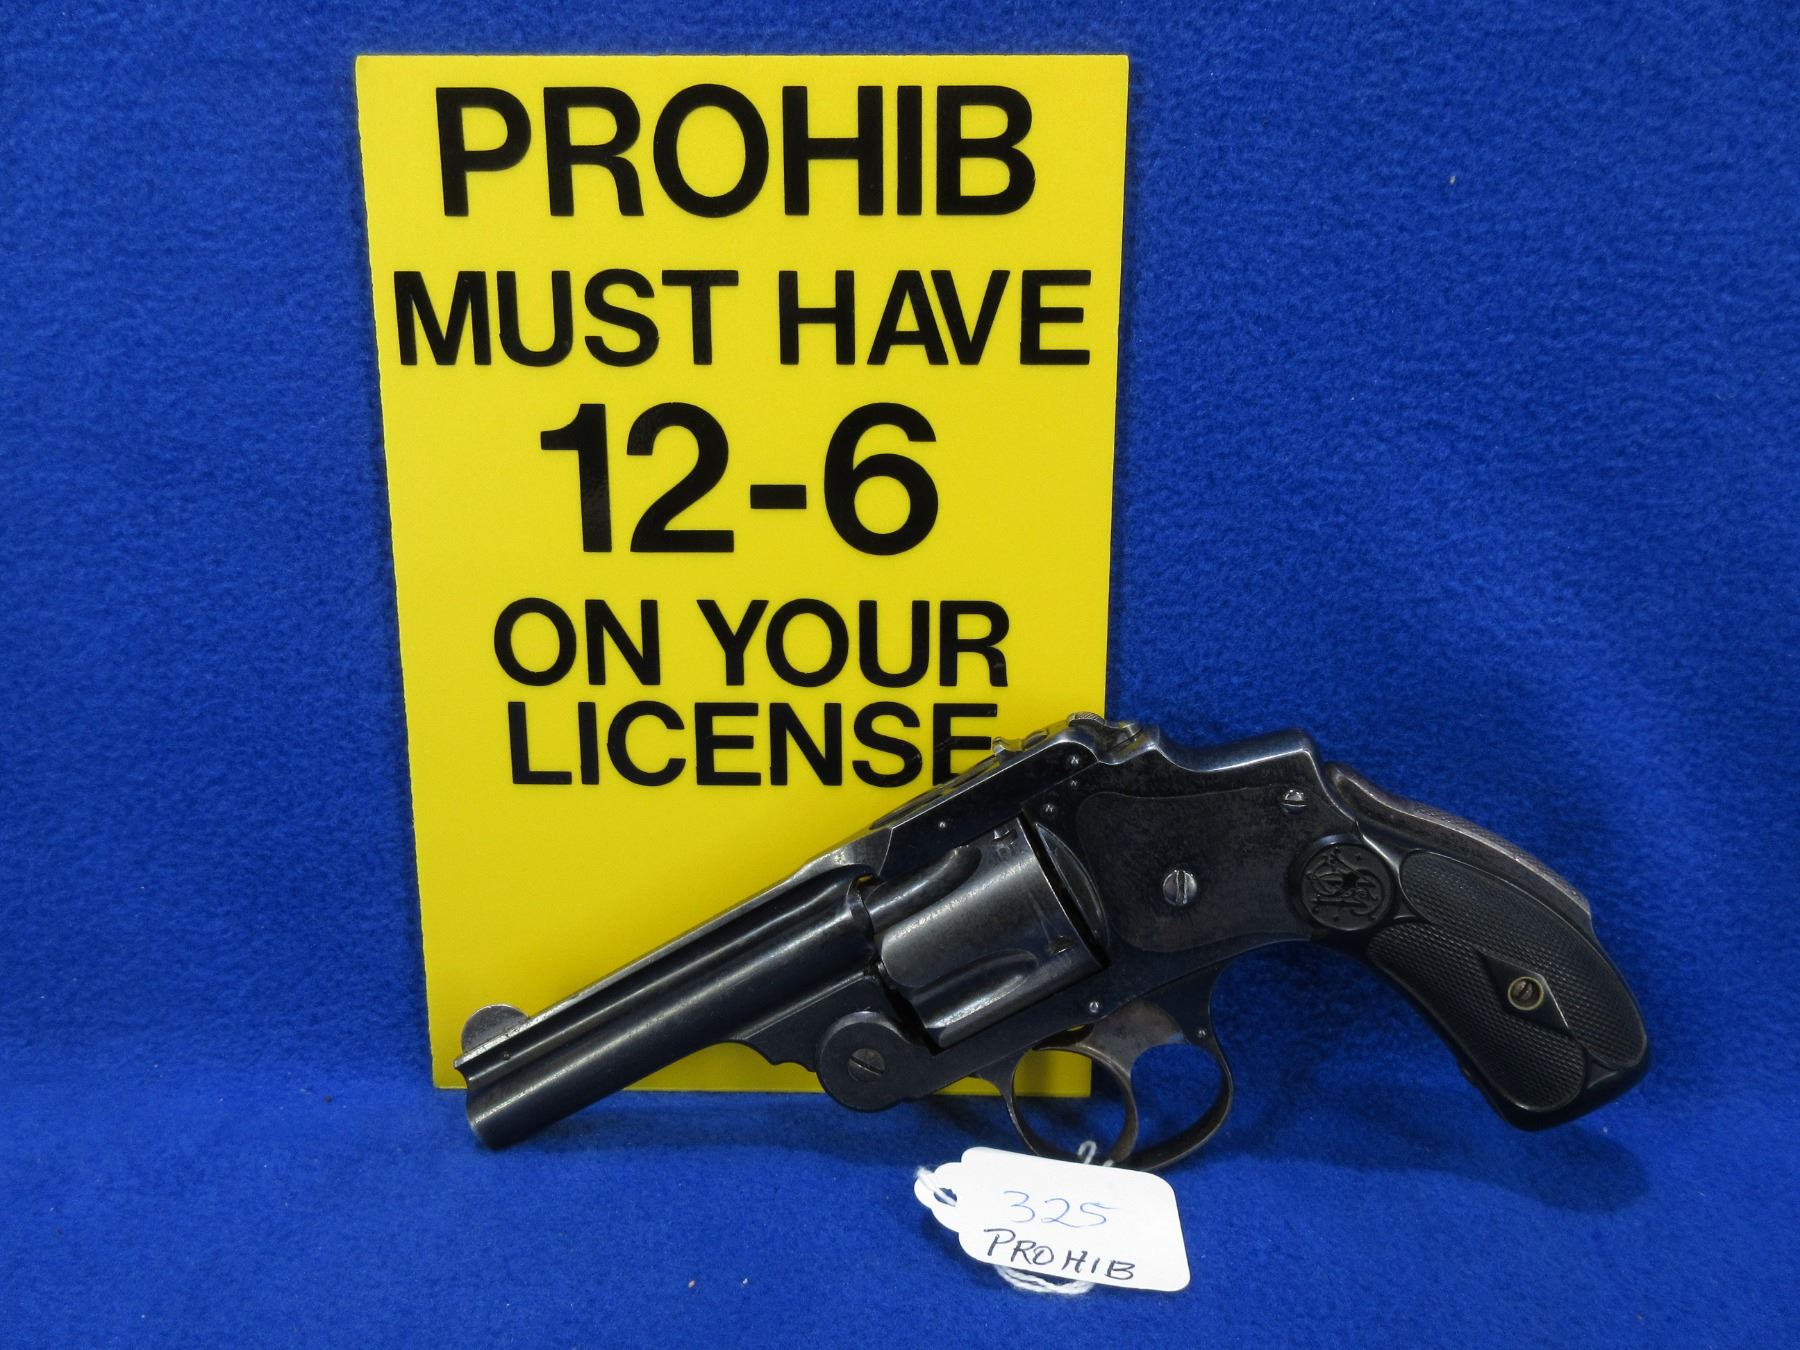 PROHIB
MUST HAVE
12-6
ON YOUR
LICENSE
325
PROHIB